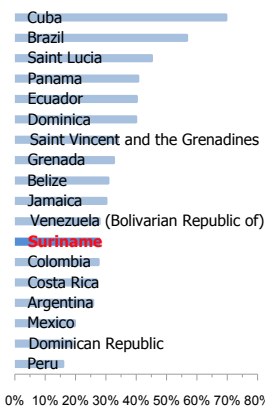 Cuba
Brazil
Saint Lucia
Panama
Ecuador
Dominica
Saint Vincent and the Grenadines
Grenada
Belize
Jamaica
Venezuela (Bolivarian Republic of)
Suriname
Colombia
Costa Rica
Argentina
Mexico
Dominican Republic
Peru
0% 10% 20% 30% 40% 50% 60% 70% 80%